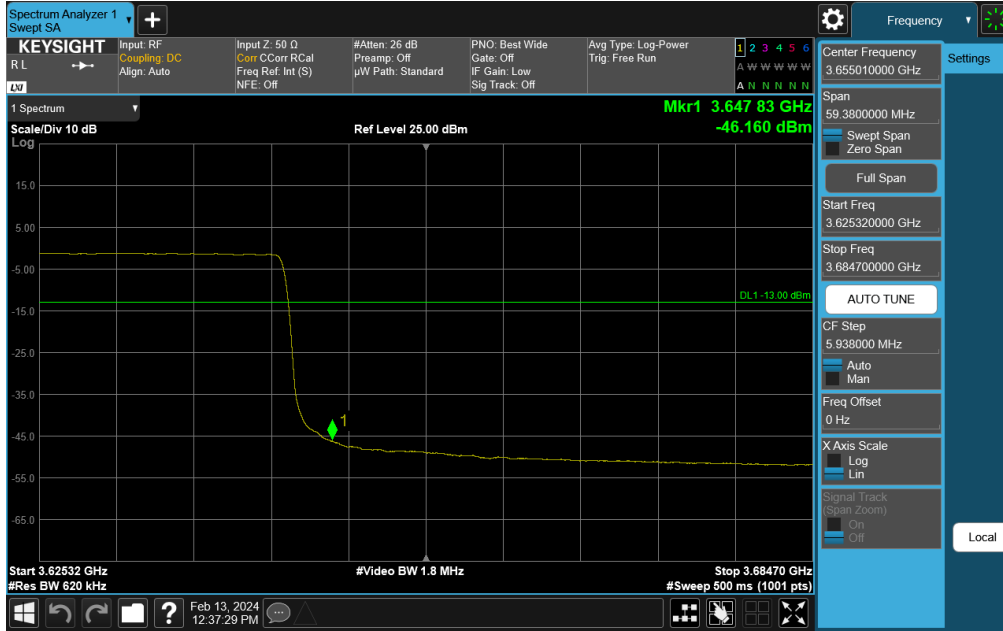 Spectrum Analyzer 1
Swept SA
+
Frequency
KEYSIGHT
R L
LXI
Input: RF
Coupling: DC
Align: Auto
Input Z: 50 Ω
Corr CCorr RCal
Freq Ref: Int (S)
NFE: Off
#Atten: 26 dB
Preamp: Off
µW Path: Standard
PNO: Best Wide
Gate: Off
IF Gain: Low
Sig Track: Off
Avg Type: Log-Power
Trig: Free Run
1 2 3 4 5 6
A W W W W W
A N N N N N
1 Spectrum
Scale/Div 10 dB
Log
Ref Level 25.00 dBm
Mkr1 3.647 83 GHz
-46.160 dBm
15.0
5.00
-5.00
DL1 -13.00 dBm
-15.0
-25.0
-35.0
1
-45.0
-55.0
-65.0
Start 3.62532 GHz
#Res BW 620 kHz
#Video BW 1.8 MHz
Stop 3.68470 GHz
#Sweep 500 ms (1001 pts)
?
Feb 13, 2024
12:37:29 PM
Center Frequency
3.655010000 GHz
Span
59.3800000 MHz
Swept Span
Zero Span
Full Span
Start Freq
3.625320000 GHz
Stop Freq
3.684700000 GHz
AUTO TUNE
CF Step
5.938000 MHz
Auto
Man
Freq Offset
0 Hz
X Axis Scale
Log
Lin
Signal Track
(Span Zoom)
On
Off
Settings
Local